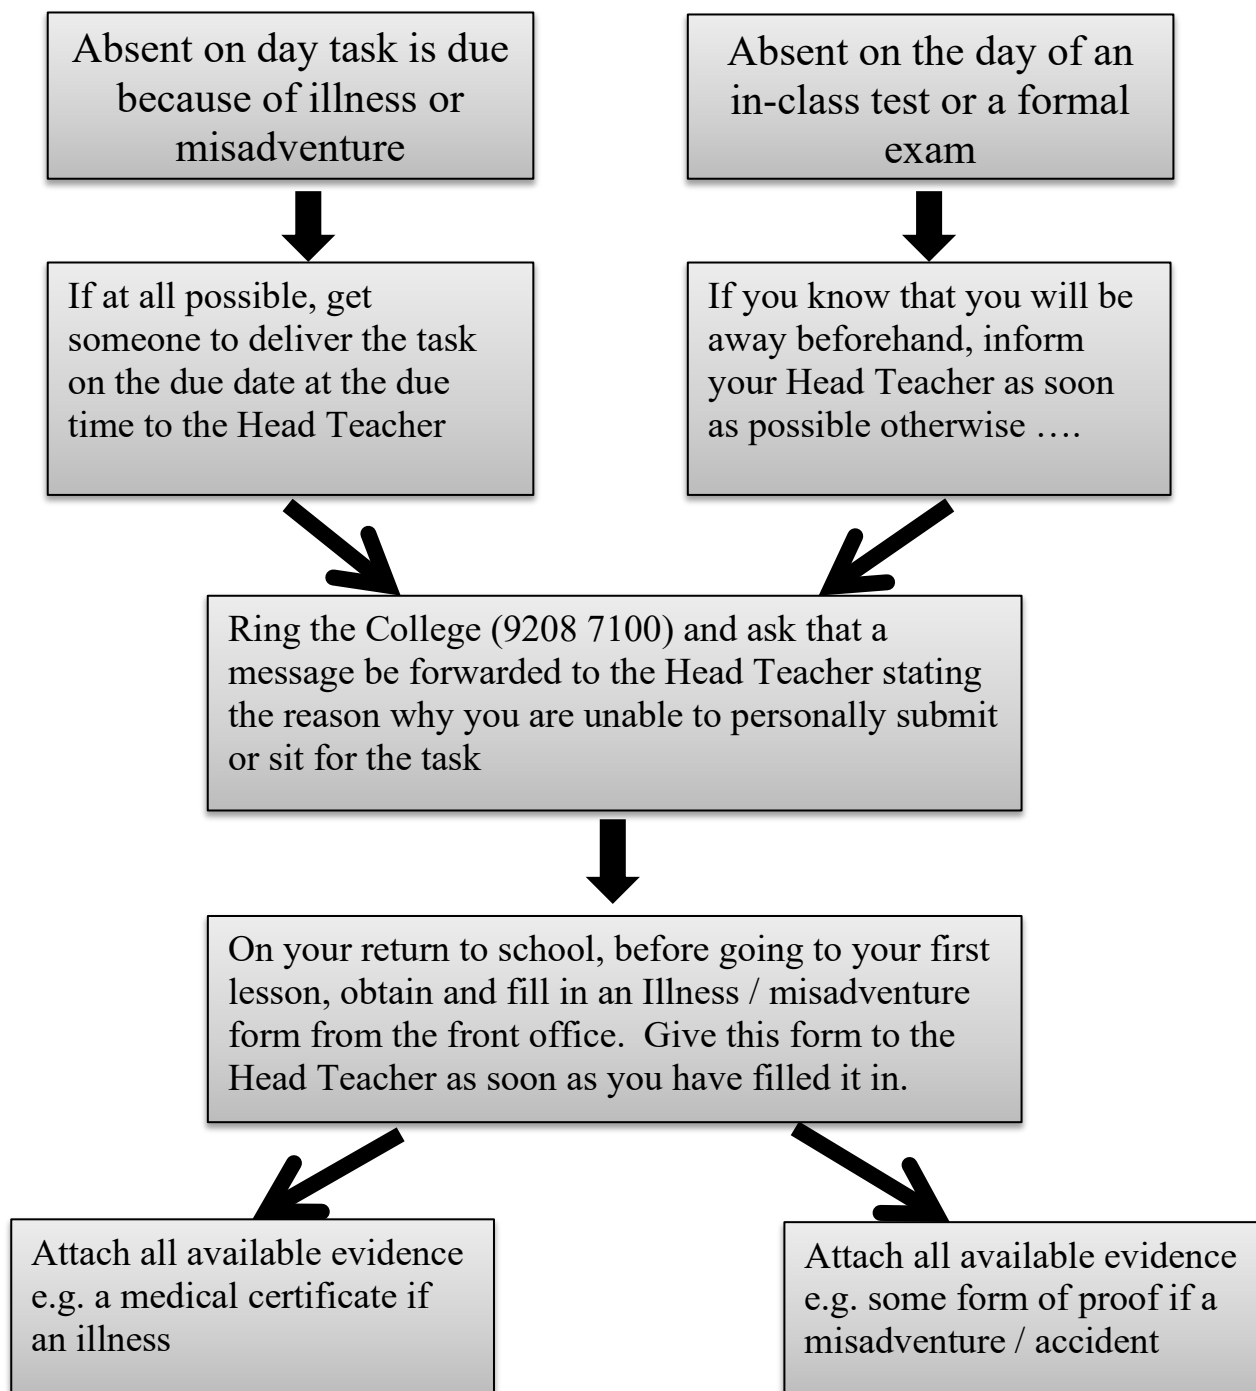 Absent on day task is due
because of illness or
misadventure
Absent on the day of an
in-class test or a formal
exam
If at all possible, get
someone to deliver the task
on the due date at the due
time to the Head Teacher
If you know that you will be
away beforehand, inform
your Head Teacher as soon
as possible otherwise ….
Ring the College (9208 7100) and ask that a
message be forwarded to the Head Teacher stating
the reason why you are unable to personally submit
or sit for the task
On your return to school, before going to your first
lesson, obtain and fill in an Illness / misadventure
form from the front office.  Give this form to the
Head Teacher as soon as you have filled it in.
Attach all available evidence
e.g. a medical certificate if
an illness
Attach all available evidence
e.g. some form of proof if a
misadventure / accident